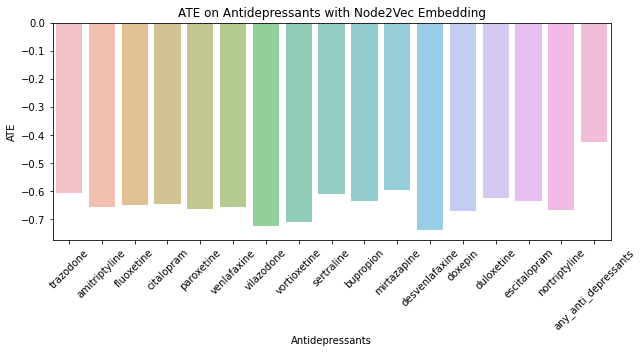 ATE on Antidepressants with Node2Vec Embedding
0.0
−0.1
−0.2
−0.3
−0.4
−0.5
−0.6
−0.7
ATE
trazodone
amitriptyline
fluoxetine
citalopram
paroxetine
venlafaxine
vilazodone
vortioxetine
sertraline
bupropion
mirtazapine
desvenlafaxine
doxepin
duloxetine
escitalopram
nortriptyline
any_anti_depressants
Antidepressants